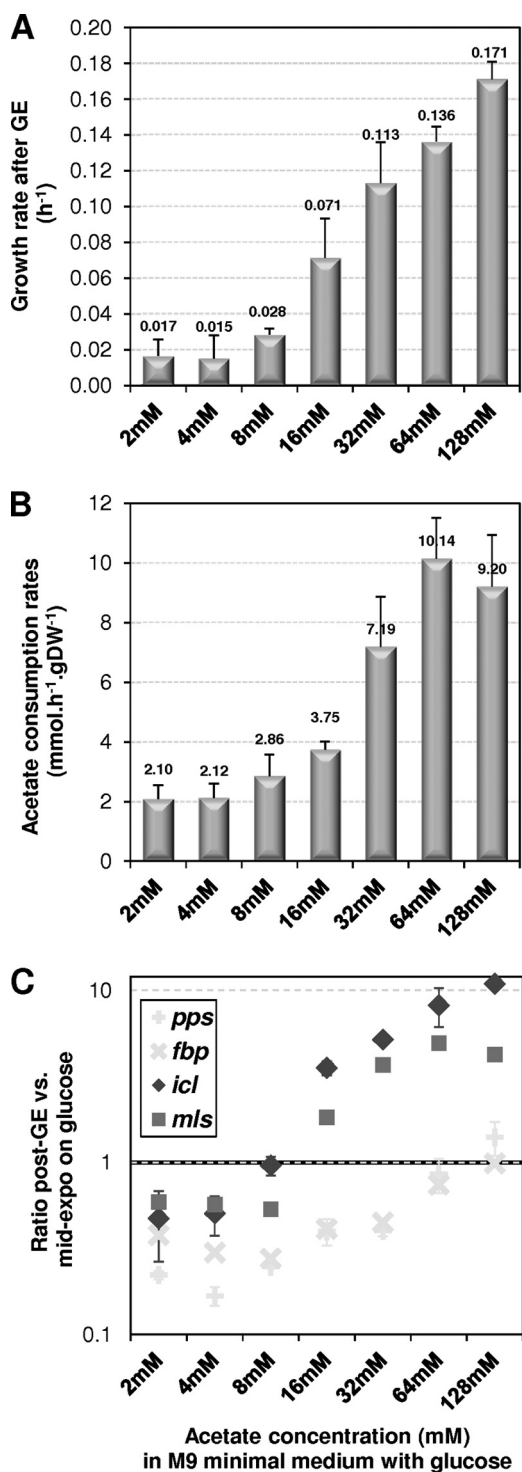 A
Growth rate after GE
(h⁻¹)
0.20
0.18
0.16
0.14
0.12
0.10
0.08
0.06
0.04
0.02
0.00
0.017
0.015
0.028
0.071
0.113
0.136
0.171
2mM
4mM
8mM
16mM
32mM
64mM
128mM
B
Acetate consumption rates
(mmol.h⁻¹.gDW⁻¹)
12
10
8
6
4
2
0
2.10
2.12
2.86
3.75
7.19
10.14
9.20
2mM
4mM
8mM
16mM
32mM
64mM
128mM
C
Ratio post-GE vs.
mid-expo on glucose
10
1
0.1
pps
fbp
icl
mls
2mM
4mM
8mM
16mM
32mM
64mM
128mM
Acetate concentration (mM)
in M9 minimal medium with glucose